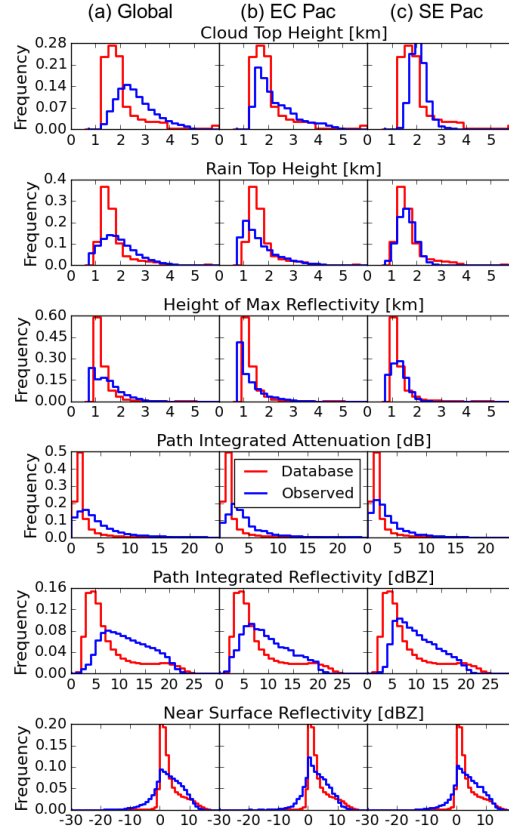 (a) Global (b) EC Pac (c) SE Pac
Cloud Top Height [km]
Frequency
0.28
0.21
0.14
0.07
0.00
0 1 2 3 4 5 0 1 2 3 4 5 0 1 2 3 4 5
Rain Top Height [km]
Frequency
0.4
0.3
0.2
0.1
0.0
0 1 2 3 4 5 0 1 2 3 4 5 0 1 2 3 4 5
Height of Max Reflectivity [km]
Frequency
0.60
0.45
0.30
0.15
0.00
0 1 2 3 4 5 0 1 2 3 4 5 0 1 2 3 4 5
Path Integrated Attenuation [dB]
Frequency
0.5
0.4
0.3
0.2
0.1
0.0
Database
Observed
0 5 10 15 20 0 5 10 15 20 0 5 10 15 20
Path Integrated Reflectivity [dBZ]
Frequency
0.16
0.12
0.08
0.04
0.00
0 5 10 15 20 25 0 5 10 15 20 25 0 5 10 15 20 25
Near Surface Reflectivity [dBZ]
Frequency
0.20
0.15
0.10
0.05
0.00
-30 -20 -10 0 10 -30 -20 -10 0 10 -30 -20 -10 0 10